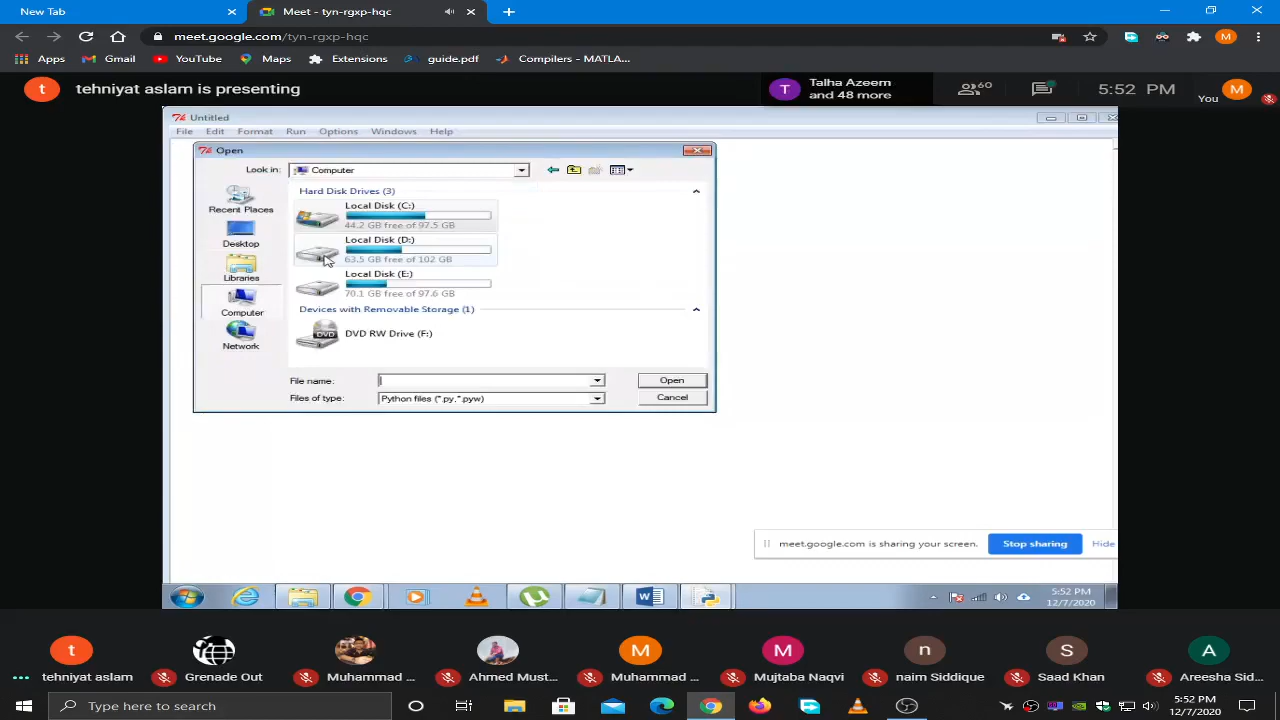 New Tab
Meet - tyn-rgxp-hqc
meet.google.com/tyn-rgxp-hqc
M
Apps
Gmail
YouTube
Maps
Extensions
guide.pdf
Compilers - MATLA...
t
tehniyat aslam is presenting
T
Talha Azeem
and 48 more
60
5:52 PM
You
M
Untitled
File Edit Format Run Options Windows Help
Open
Look in:
Computer
Recent Places
Desktop
Libraries
Computer
Network
Hard Disk Drives (3)
Local Disk (C:)
44.2 GB free of 97.5 GB
Local Disk (D:)
63.5 GB free of 102 GB
Local Disk (E:)
70.1 GB free of 97.6 GB
Devices with Removable Storage (1)
DVD
DVD RW Drive (F:)
File name:
Open
Files of type:
Python files (*.py,*.pyw)
Cancel
meet.google.com is sharing your screen.
Stop sharing
Hide
W
5:52 PM
12/7/2020
t
M
M
n
S
A
tehniyat aslam
Grenade Out
Muhammad ...
Ahmed Must...
Muhammad ...
Mujtaba Naqvi
naim Siddique
Saad Khan
Areesha Sid...
Type here to search
5:52 PM
12/7/2020